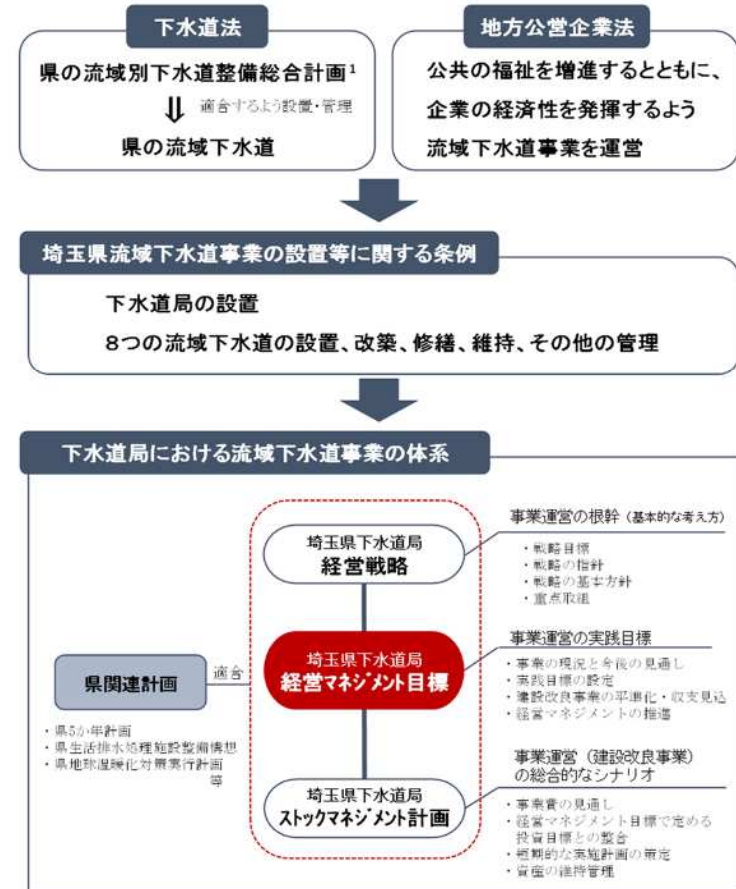 下水道法
県の流域別下水道整備総合計画¹
⇓ 適合するよう設置・管理
県の流域下水道
地方公営企業法
公共の福祉を増進するとともに、
企業の経済性を発揮するよう
流域下水道事業を運営
埼玉県流域下水道事業の設置等に関する条例
下水道局の設置
8つの流域下水道の設置、改築、修繕、維持、その他の管理
下水道局における流域下水道事業の体系
埼玉県下水道局
経営戦略
事業運営の根幹(基本的な考え方)
・戦略目標
・戦略の指針
・戦略の基本方針
・重点取組
県関連計画
適合
・県5か年計画
・県生活排水処理施設整備構想
・県地球温暖化対策実行計画
等
埼玉県下水道局
経営マネジメント目標
事業運営の実践目標
・事業の現況と今後の見通し
・実践目標の設定
・建設改良事業の平準化・収支見込
・経営マネジメントの推進
埼玉県下水道局
ストックマネジメント計画
事業運営(建設改良事業)
の総合的なシナリオ
・事業費の見通し
・経営マネジメント目標で定める
投資目標との整合
・短期的な実施計画の策定
・資産の維持管理